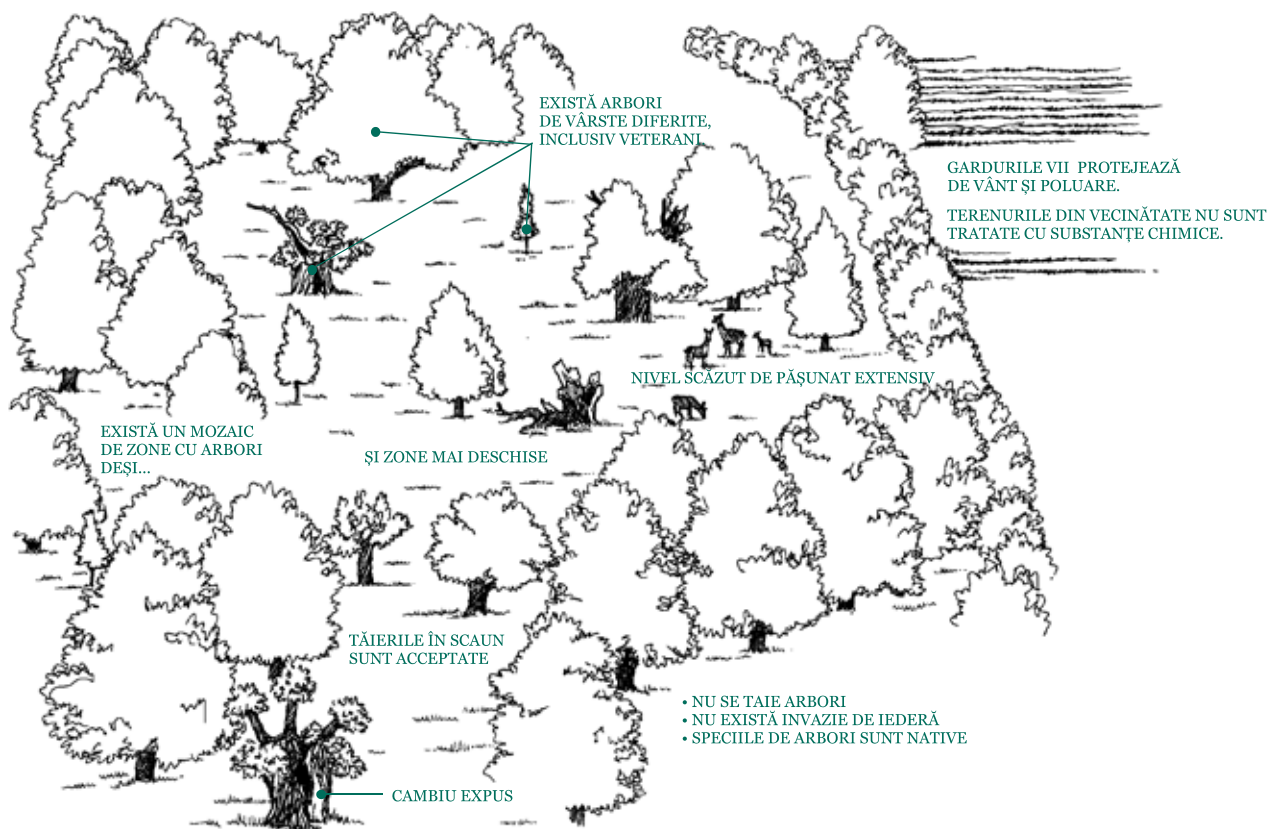 EXISTĂ ARBORI
DE VÂRSTE DIFERITE,
INCLUSIV VETERANI
GARDURILE VII PROTEJEAZĂ
DE VÂNT ȘI POLUARE.
TERENURILE DIN VECINĂTATE NU SUNT
TRATATE CU SUBSTANȚE CHIMICE.
NIVEL SCĂZUT DE PĂȘUNAT EXTENSIV
EXISTĂ UN MOZAIC
DE ZONE CU ARBORI
DEȘI...
ȘI ZONE MAI DESCHISE
TĂIERILE ÎN SCAUN
SUNT ACCEPTATE
• NU SE TAIE ARBORI
• NU EXISTĂ INVAZIE DE IEDERĂ
• SPECIILE DE ARBORI SUNT NATIVE
CAMBIU EXPUS